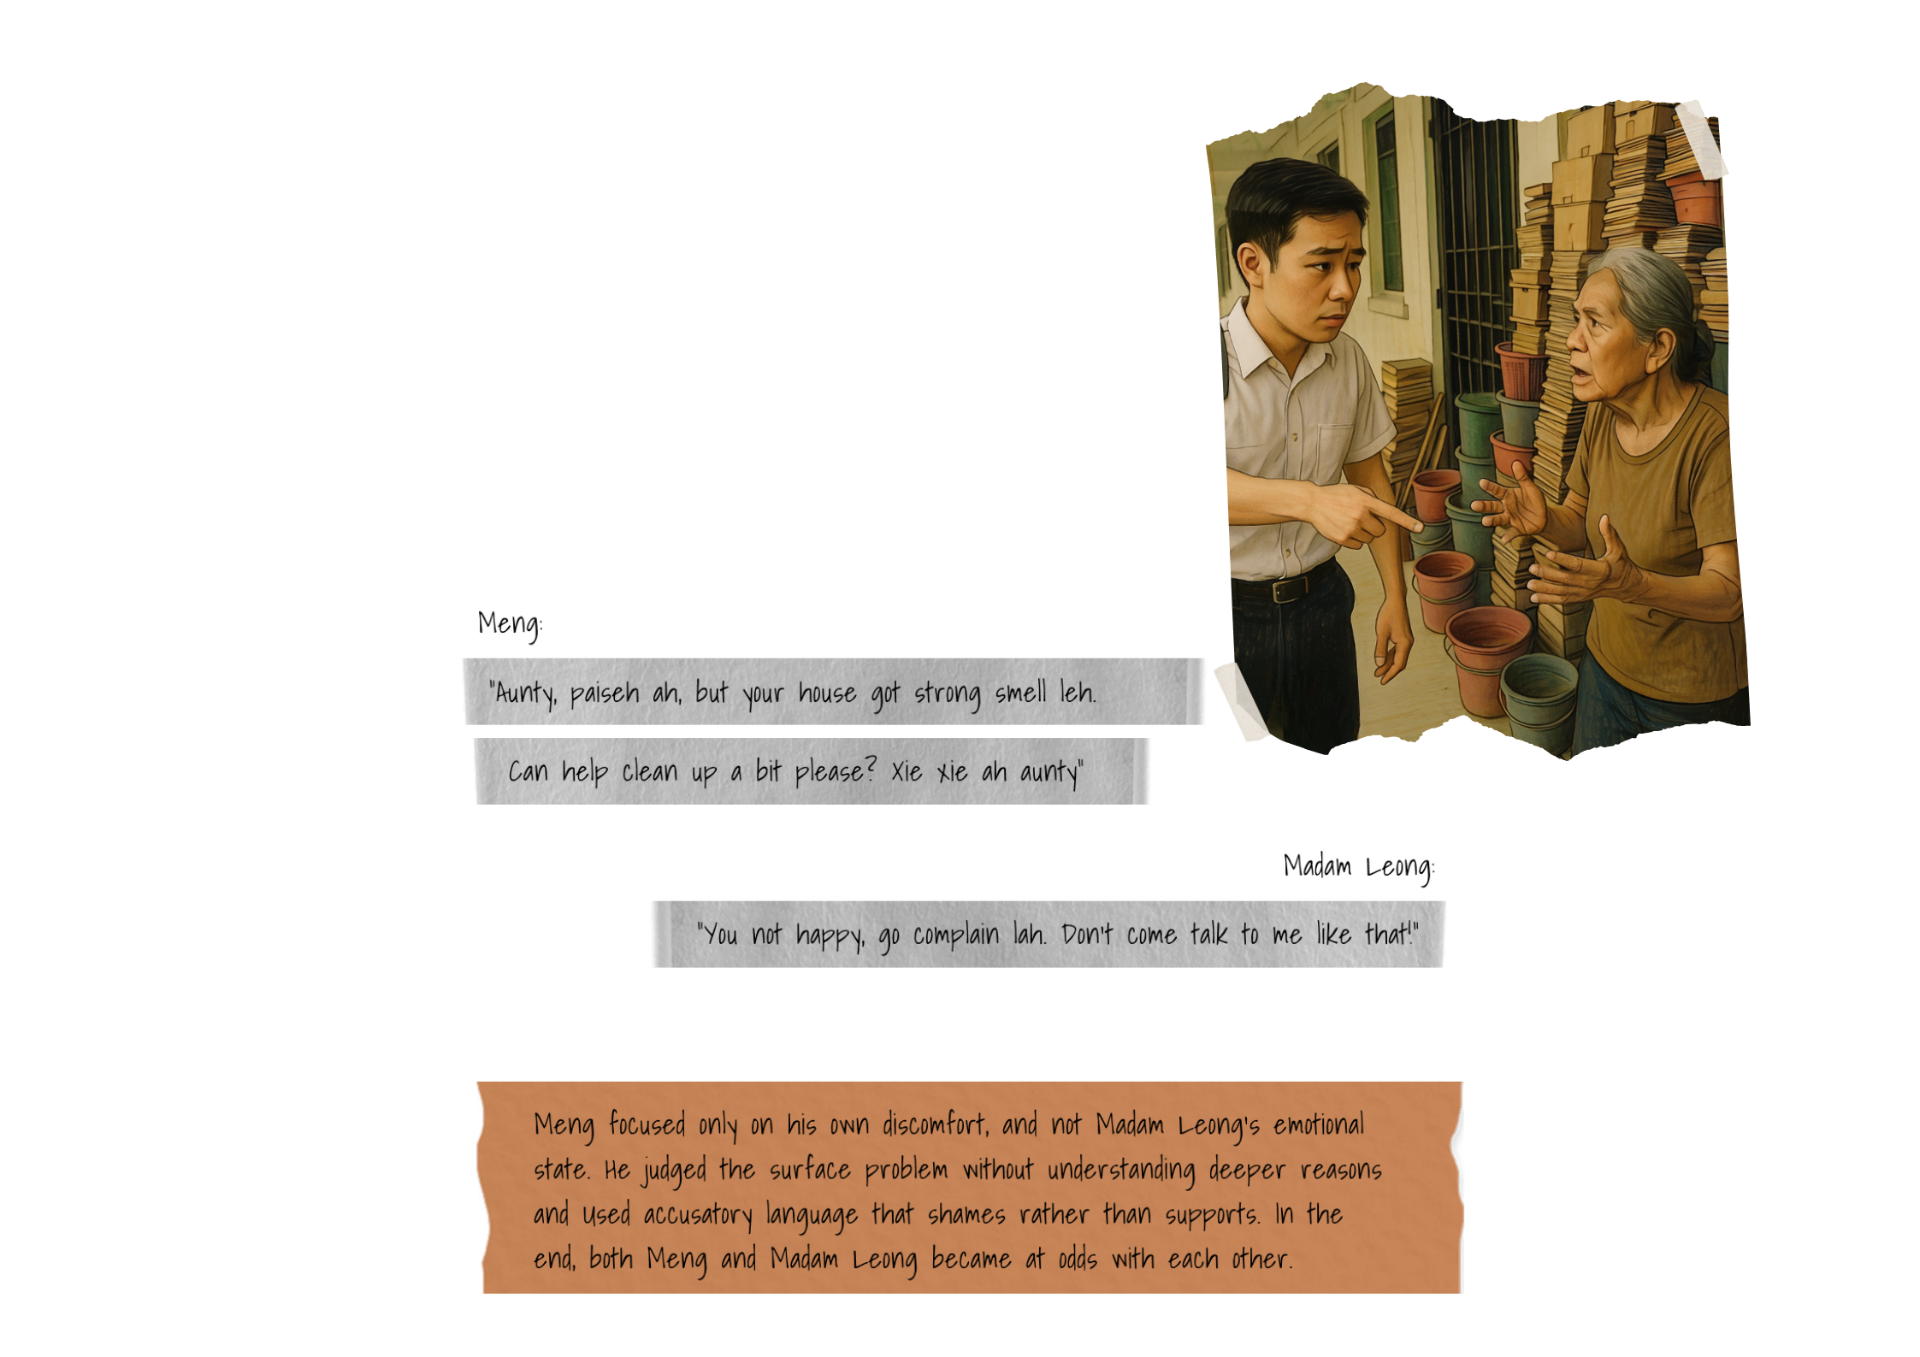 Meng:
"Aunty, paiseh ah, but your house got strong smell leh.
Can help clean up a bit please? Xie xie ah aunty"
Madam Leong:
"You not happy, go complain lah. Don't come talk to me like that!"
Meng focused only on his own discomfort, and not Madam Leong's emotional
state. He judged the surface problem without understanding deeper reasons
and used accusatory language that shames rather than supports. In the
end, both Meng and Madam Leong became at odds with each other.